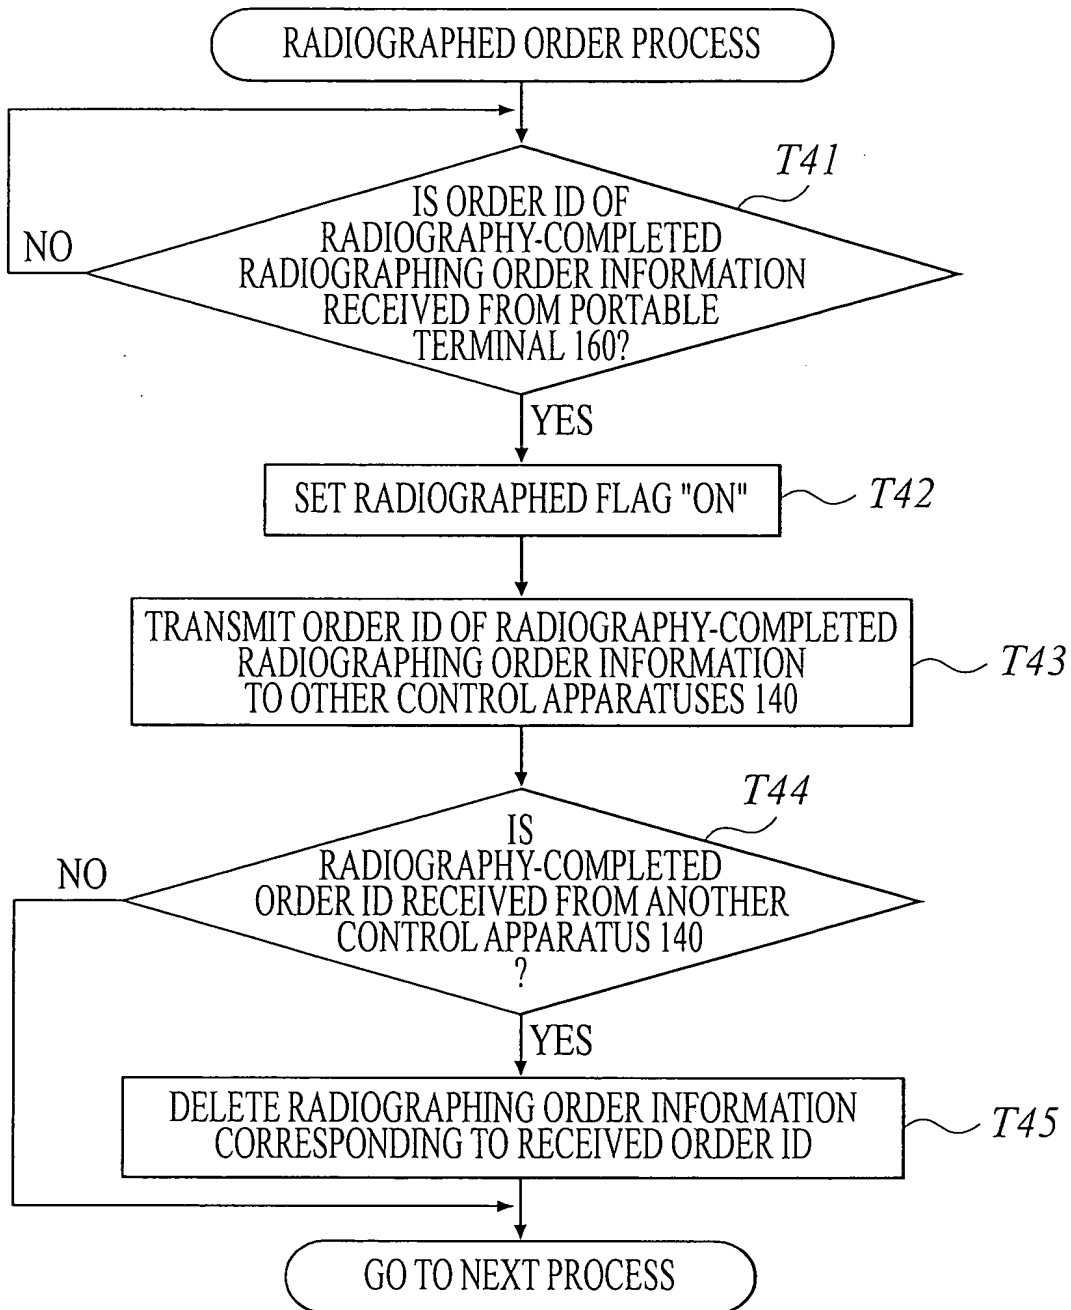 RADIOGRAPHED ORDER PROCESS
T41
IS ORDER ID OF
RADIOGRAPHY-COMPLETED
RADIOGRAPHING ORDER INFORMATION
RECEIVED FROM PORTABLE
TERMINAL 160?
NO
YES
SET RADIOGRAPHED FLAG "ON"
T42
TRANSMIT ORDER ID OF RADIOGRAPHY-COMPLETED
RADIOGRAPHING ORDER INFORMATION
TO OTHER CONTROL APPARATUSES 140
T43
T44
IS
RADIOGRAPHY-COMPLETED
ORDER ID RECEIVED FROM ANOTHER
CONTROL APPARATUS 140
?
NO
YES
DELETE RADIOGRAPHING ORDER INFORMATION
CORRESPONDING TO RECEIVED ORDER ID
T45
GO TO NEXT PROCESS